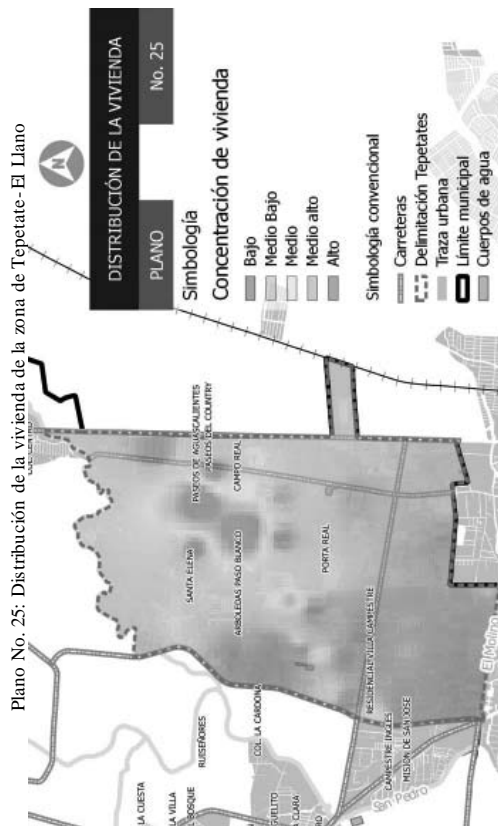 Plano No. 25: Distribución de la vivienda de la zona de Tepetate- El Llano
N
DISTRIBUCIÓN DE LA VIVIENDA
PLANO
No. 25
Simbología
Concentración de vivienda
Bajo
Medio Bajo
Medio
Medio alto
Alto
Simbología convencional
Carreteras
Delimitación Tepetates
Traza urbana
Límite municipal
Cuerpos de agua
PASEOS DE AGUASCALIENTES
PASEOS DEL COUNTRY
CAMPO REAL
SANTA ELENA
ARBOLEDAS PASO BLANCO
PORTA REAL
RESIDENCIAL VILLA CAMPESTRE
RUISEÑORES
COL. LA CARDONA
CAMPESTRE INGLES
MISION DE SAN JOSE
LA CUESTA
LA VILLA
BOSQUE
GUELITO
CLARA
San Pedro
El Molino